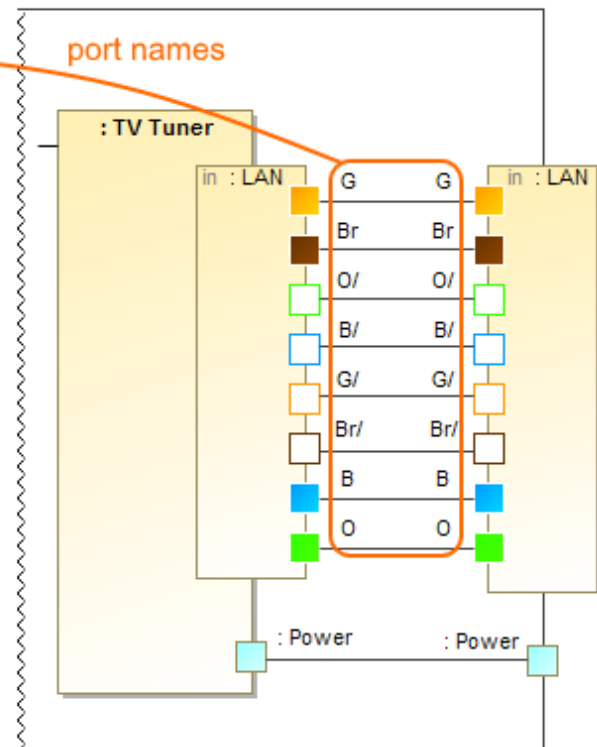 port names
: TV Tuner
in : LAN
in : LAN
G G
Br Br
O/ O/
B/ B/
G/ G/
Br/ Br/
B B
O O
: Power : Power